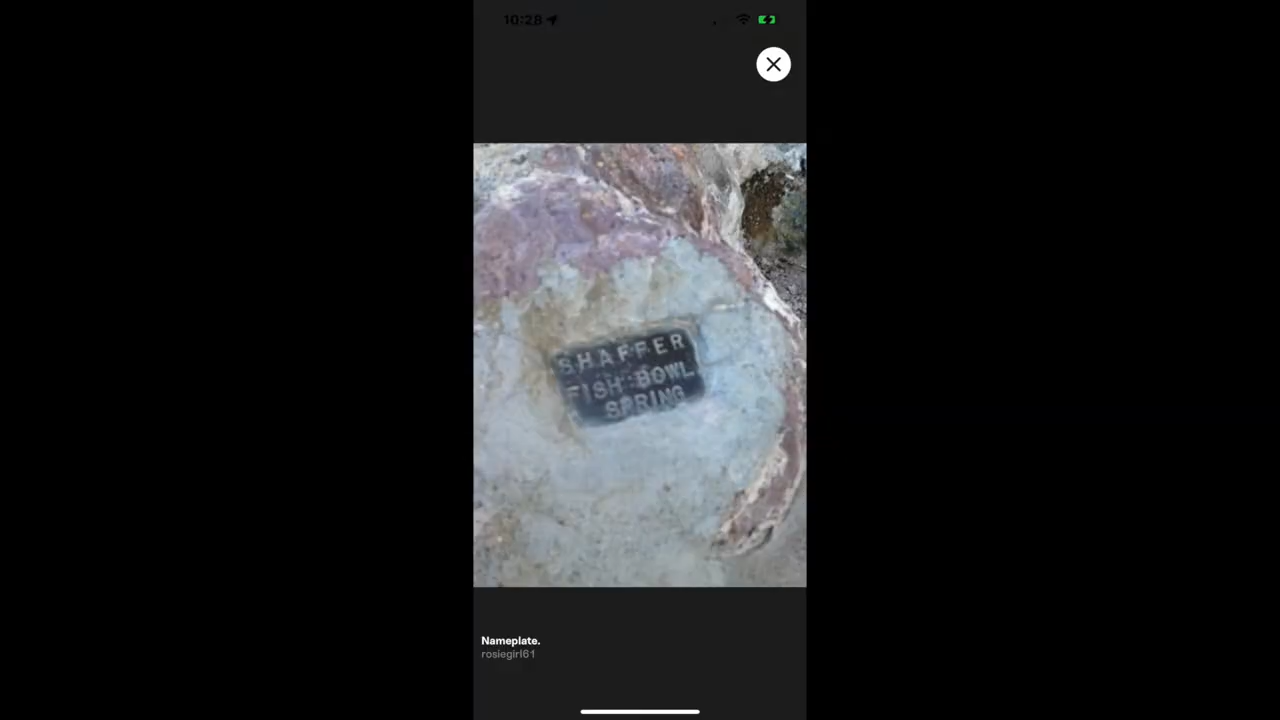 10:28
SHAFFER
FISH BOWL
SPRING
Nameplate.
rosiegirl61